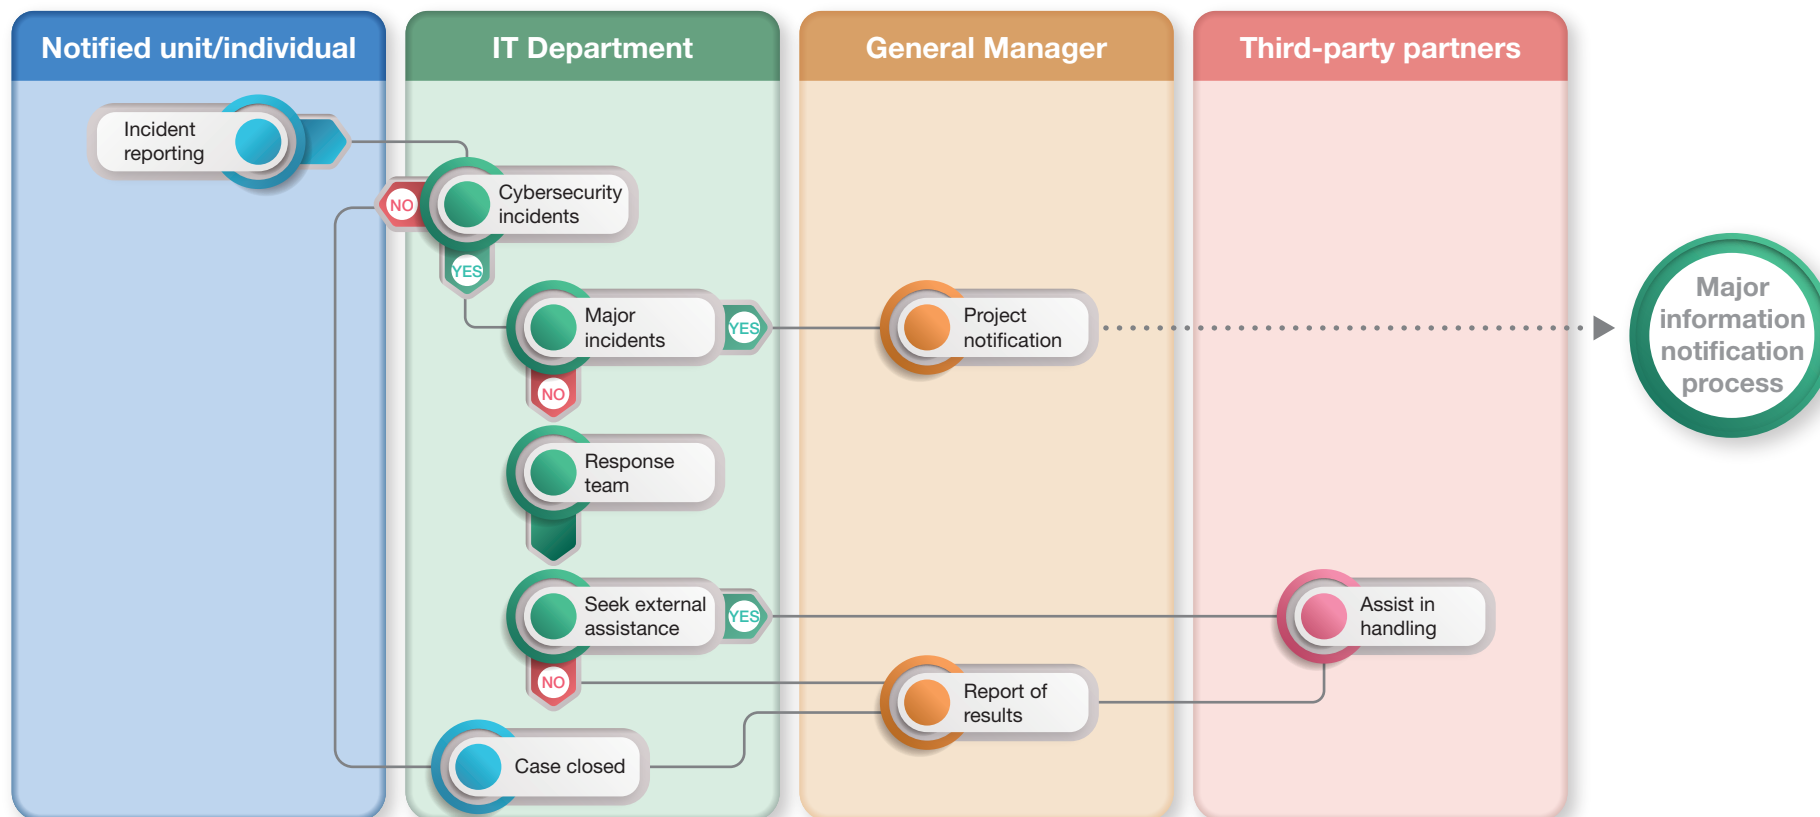 Notified unit/individual
IT Department
General Manager
Third-party partners
Incident
reporting
NO
Cybersecurity
incidents
YES
Major
incidents
YES
NO
Project
notification
Major
information
notification
process
Response
team
Seek external
assistance
YES
NO
Assist in
handling
Report of
results
Case closed